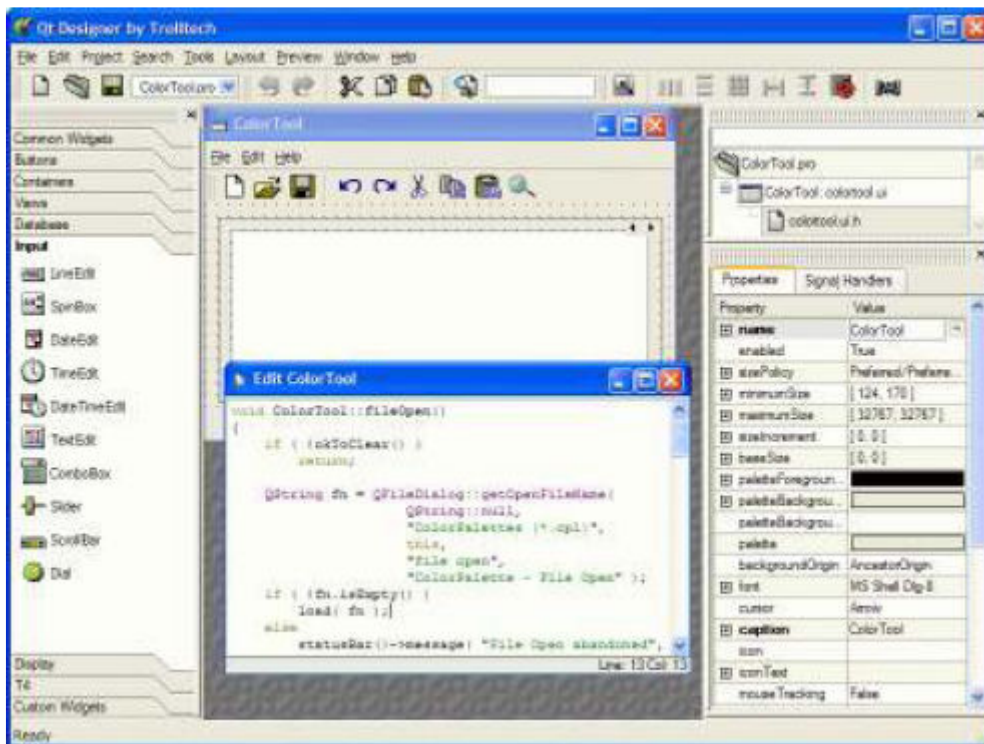 Qt Designer by Trolltech
File Edit Project Search Tools Layout Preview Window Help
ColorTool.pro
Common Widgets
Buttons
Containers
Views
Database
Input
LineEdit
SpinBox
DateEdit
TimeEdit
DateTimeEdit
TextEdit
ComboBox
Slider
ScrollBar
Dial
Display
T4
Custom Widgets
Ready
ColorTool
File Edit Help
Edit ColorTool
void ColorTool::fileOpen()
{
if ( !okToClear() )
return;
QString fn = QFileDialog::getOpenFileName(
QString::null,
"ColorPalettes (*.cpl)",
this,
"file open",
"ColorPalette - File Open" );
if ( !fn.isEmpty() )
load( fn );
else
statusBar()->message( "File Open abandoned",
Line: 13 Col: 13
ColorTool.pro
ColorTool: colortool.ui
colortool.ui.h
Properties Signal Handlers
Property Value
name ColorTool
enabled True
sizePolicy Preferred/Preferre...
minimumSize [ 124, 170 ]
maximumSize [ 32767, 32767 ]
sizeIncrement [ 0, 0 ]
baseSize [ 0, 0 ]
paletteForegroun...
paletteBackgrou...
paletteBackgrou...
palette
backgroundOrigin AncestorOrigin
font MS Shell Dlg-8
cursor Arrow
caption ColorTool
icon
iconText
mouseTracking False